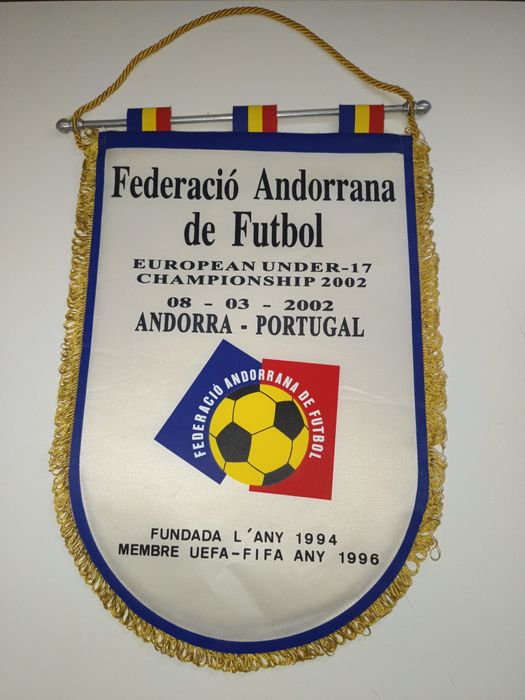 Federació Andorrana
de Futbol
EUROPEAN UNDER-17
CHAMPIONSHIP 2002
08 - 03 - 2002
ANDORRA - PORTUGAL
FEDERACIÓ ANDORRANA DE FUTBOL
FUNDADA L'ANY 1994
MEMBRE UEFA-FIFA ANY 1996